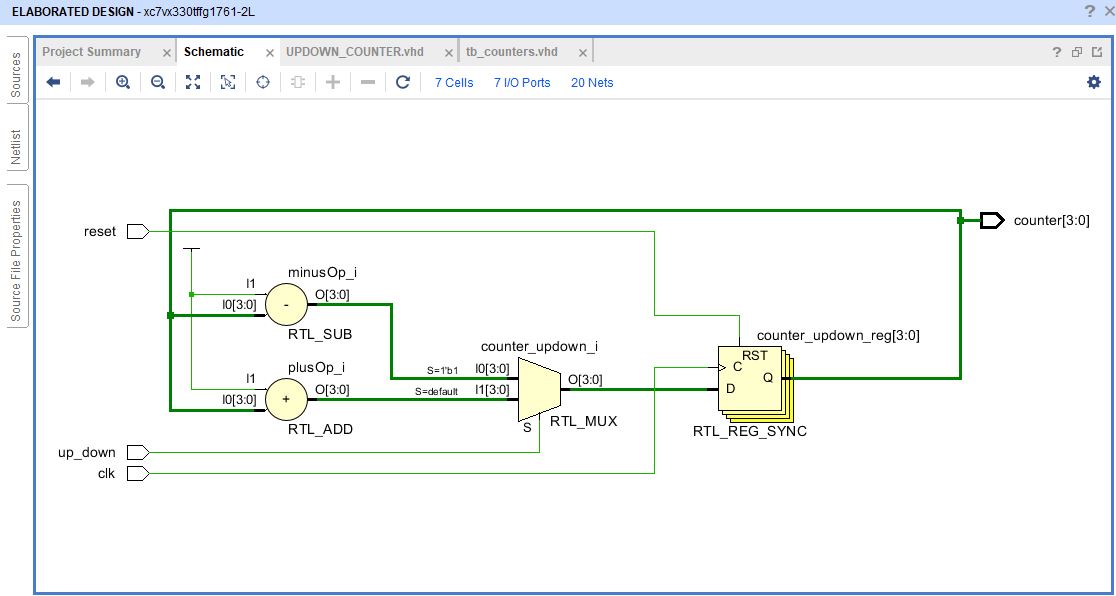 ELABORATED DESIGN - xc7vx330tffg1761-2L
Sources
Netlist
Source File Properties
Project Summary
Schematic
UPDOWN_COUNTER.vhd
tb_counters.vhd
7 Cells
7 I/O Ports
20 Nets
counter[3:0]
reset
minusOp_i
I1
I0[3:0]
-
O[3:0]
RTL_SUB
plusOp_i
I1
I0[3:0]
+
O[3:0]
RTL_ADD
counter_updown_i
S=1'b1
I0[3:0]
S=default
I1[3:0]
O[3:0]
S
RTL_MUX
counter_updown_reg[3:0]
RST
C
D
Q
RTL_REG_SYNC
up_down
clk